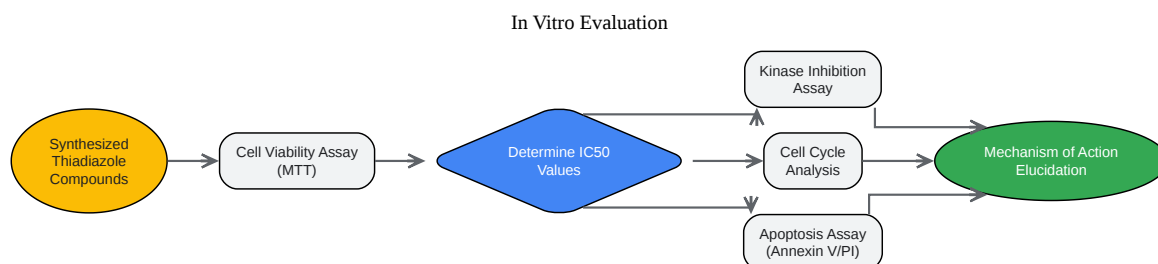 In Vitro Evaluation
Kinase Inhibition
Assay
Synthesized
Thiadiazole
Compounds
Cell Viability Assay
(MTT)
Determine IC50
Values
Cell Cycle
Analysis
Mechanism of Action
Elucidation
Apoptosis Assay
(Annexin V/PI)